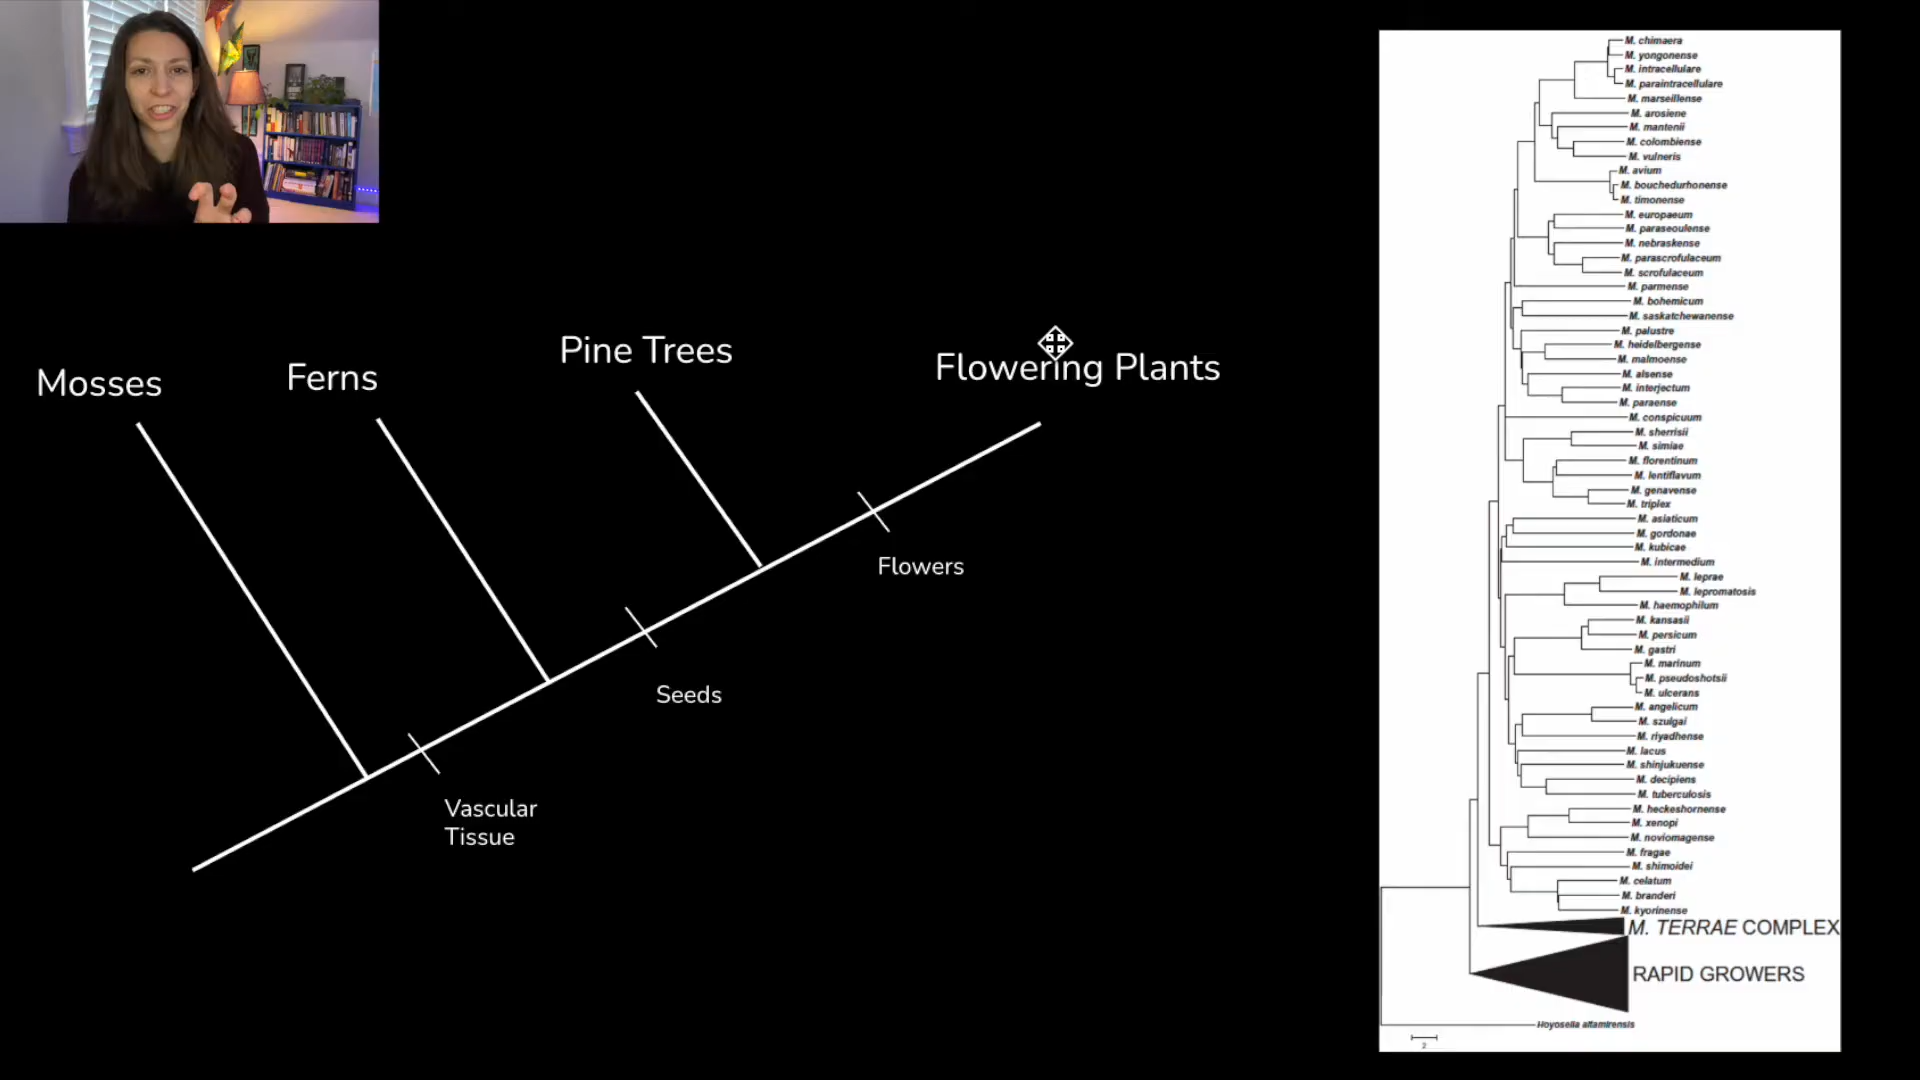 Mosses
Ferns
Pine Trees
Flowering Plants
Flowers
Seeds
Vascular
Tissue
M. chimaera
M. yongonense
M. intracellulare
M. paraintracellulare
M. marseillense
M. arosiene
M. mantenii
M. colombiense
M. vulneris
M. avium
M. bouchedurhonense
M. timonense
M. europaeum
M. paraseoulense
M. nebraskense
M. parascrofulaceum
M. scrofulaceum
M. parmense
M. bohemicum
M. saskatchewanense
M. palustre
M. heidelbergense
M. malmoense
M. alsense
M. interjectum
M. paraense
M. conspicuum
M. sherrisii
M. simiae
M. florentinum
M. lentiflavum
M. genavense
M. triplex
M. asiaticum
M. gordonae
M. kubicae
M. intermedium
M. leprae
M. lepromatosis
M. haemophilum
M. kansasii
M. persicum
M. gastri
M. marinum
M. pseudoshotsii
M. ulcerans
M. angelicum
M. szulgai
M. riyadhense
M. lacus
M. shinjukuense
M. decipiens
M. tuberculosis
M. heckeshornense
M. xenopi
M. noviomagense
M. fragae
M. shimoidei
M. celatum
M. branderi
M. kyorinense
M. TERRAE COMPLEX
RAPID GROWERS
Hoyosella altamirensis
2